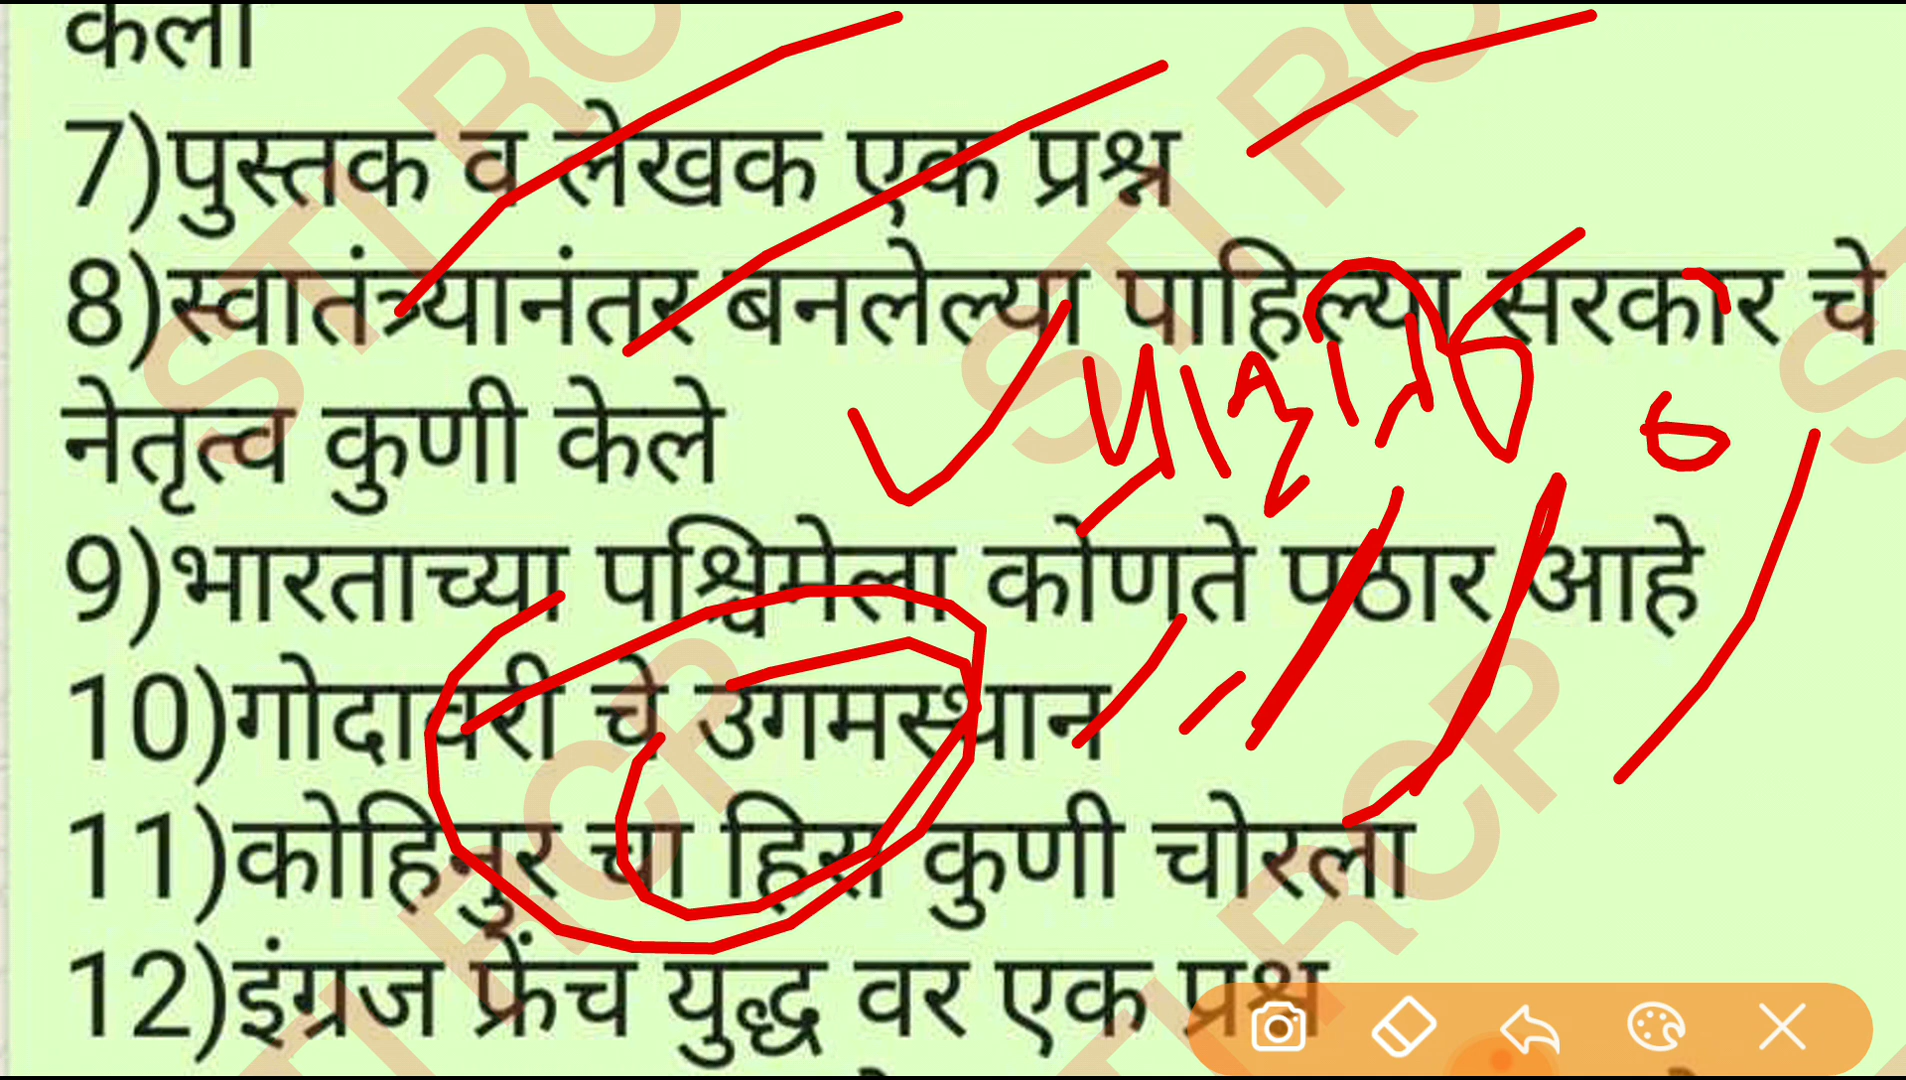 केला
7)पुस्तक व लेखक एक प्रश्न
8)स्वातंत्र्यानंतर बनलेल्या पाहिल्या सरकार चे
नेतृत्व कुणी केले
9)भारताच्या पश्चिमेला कोणते पठार आहे
10)गोदावरी चे उगमस्थान
11)कोहिनुर चा हिरा कुणी चोरला
12)इंग्रज फ्रेंच युद्ध वर एक प्रश्न